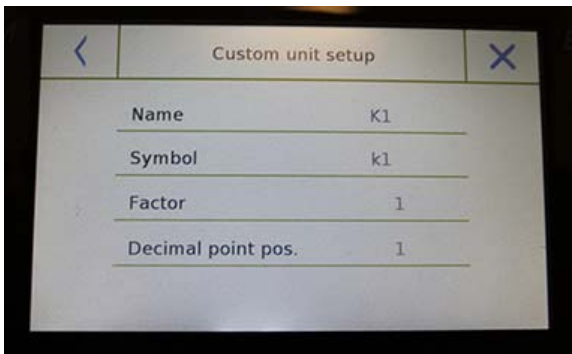 Custom unit setup
Name K1
Symbol k1
Factor 1
Decimal point pos. 1